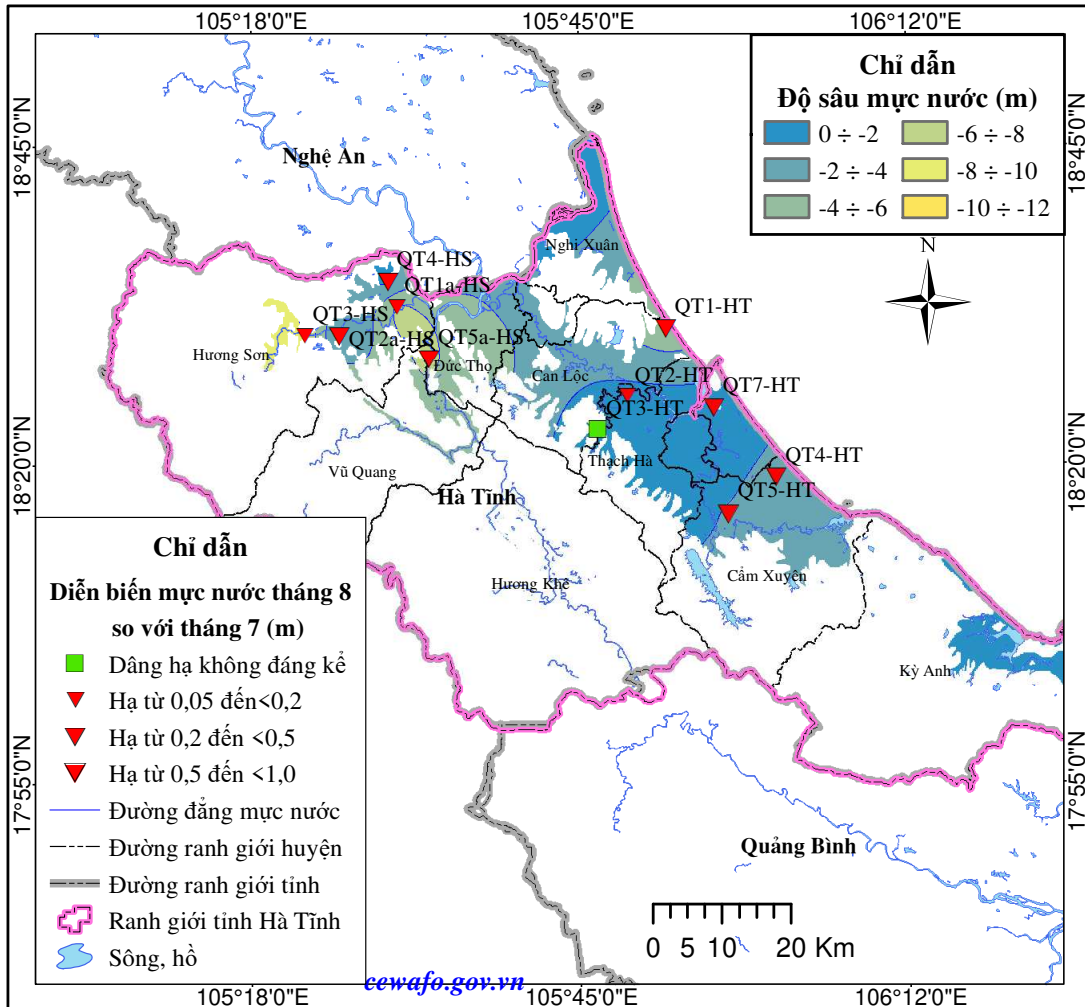 105°18'0"E 105°45'0"E 106°12'0"E
18°45'0"N
18°20'0"N
17°55'0"N
18°45'0"N
18°20'0"N
17°55'0"N
Chỉ dẫn
Độ sâu mực nước (m)
0 ÷ -2
-2 ÷ -4
-4 ÷ -6
-6 ÷ -8
-8 ÷ -10
-10 ÷ -12
N
Nghệ An
Nghi Xuân
QT4-HS
QT1a-HS
QT3-HS
QT2a-HS
QT5a-HS
Hương Sơn
Đức Thọ
QT1-HT
Can Lộc
QT2-HT
QT7-HT
QT3-HT
Thạch Hà
QT4-HT
QT5-HT
Vũ Quang
Hà Tĩnh
Hương Khê
Cẩm Xuyên
Kỳ Anh
Quảng Bình
Chỉ dẫn
Diễn biến mực nước tháng 8
so với tháng 7 (m)
Dâng hạ không đáng kể
Hạ từ 0,05 đến<0,2
Hạ từ 0,2 đến <0,5
Hạ từ 0,5 đến <1,0
Đường đẳng mực nước
Đường ranh giới huyện
Đường ranh giới tỉnh
Ranh giới tỉnh Hà Tĩnh
Sông, hồ
0 5 10 20 Km
cewafo.gov.vn
105°18'0"E 105°45'0"E 106°12'0"E